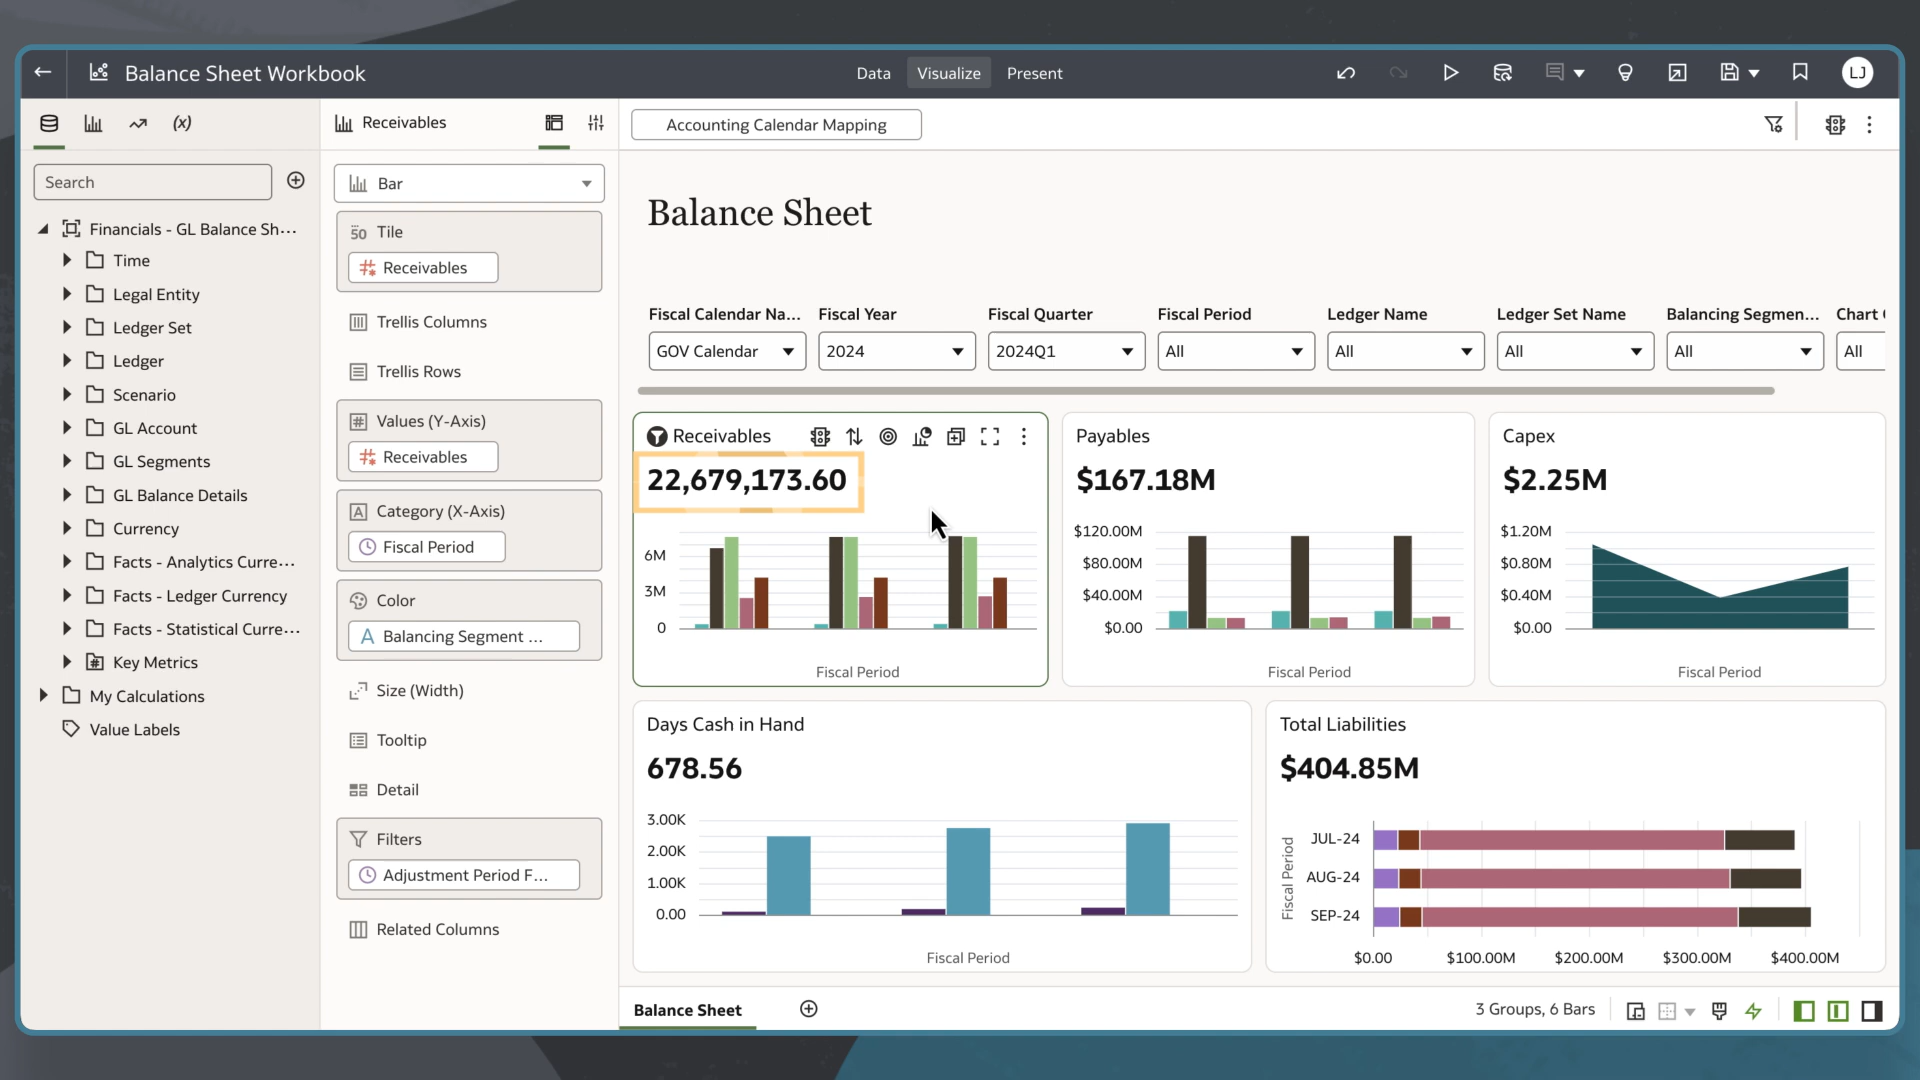 Balance Sheet Workbook
Data
Visualize
Present
LJ
(x)
Search
Financials - GL Balance Sh...
Time
Legal Entity
Ledger Set
Ledger
Scenario
GL Account
GL Segments
GL Balance Details
Currency
Facts - Analytics Curre...
Facts - Ledger Currency
Facts - Statistical Curre...
Key Metrics
My Calculations
Value Labels
Receivables
Bar
Tile
Receivables
Trellis Columns
Trellis Rows
Values (Y-Axis)
Receivables
Category (X-Axis)
Fiscal Period
Color
Balancing Segment ...
Size (Width)
Tooltip
Detail
Filters
Adjustment Period F...
Related Columns
Accounting Calendar Mapping
Balance Sheet
Fiscal Calendar Na...
Fiscal Year
Fiscal Quarter
Fiscal Period
Ledger Name
Ledger Set Name
Balancing Segmen...
Chart
GOV Calendar
2024
2024Q1
All
All
All
All
All
Receivables
22,679,173.60
6M
3M
0
Fiscal Period
Payables
$167.18M
$120.00M
$80.00M
$40.00M
$0.00
Fiscal Period
Capex
$2.25M
$1.20M
$0.80M
$0.40M
$0.00
Fiscal Period
Days Cash in Hand
678.56
3.00K
2.00K
1.00K
0.00
Fiscal Period
Total Liabilities
$404.85M
Fiscal Period
JUL-24
AUG-24
SEP-24
$0.00
$100.00M
$200.00M
$300.00M
$400.00M
Balance Sheet
3 Groups, 6 Bars